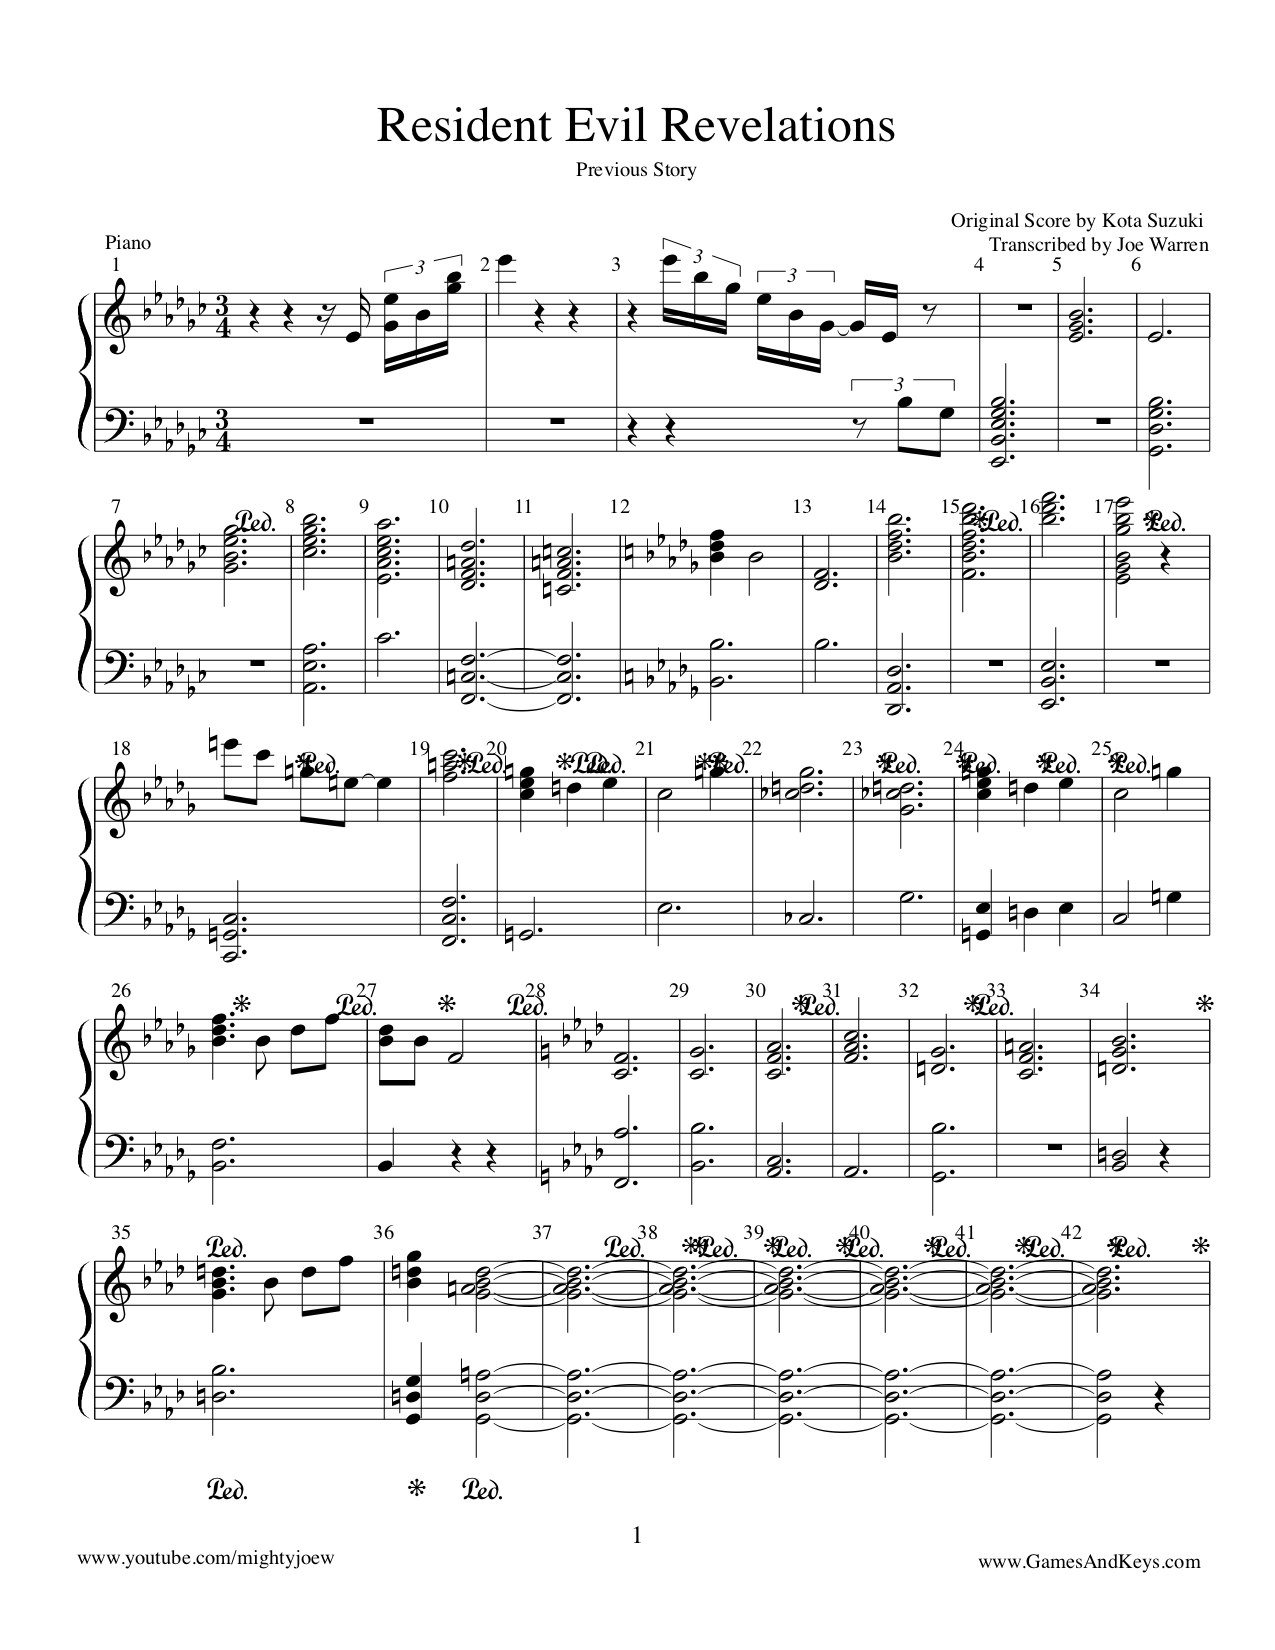 Resident Evil Revelations
Previous Story
Original Score by Kota Suzuki
Piano
Transcribed by Joe Warren
1 2 3 4 5 6
3 3 3
3 4
3 4
3
7 8 9 10 11 12 13 14 15 16 17
Ped. Ped. Ped.
18 19 20 21 22 23 24 25
Ped. Ped. Ped. Ped. Ped. Ped. Ped. Ped.
26 27 28 29 30 31 32 33 34
Ped. Ped. Ped. Ped.
35 36 37 38 39 40 41 42
Ped. Ped. Ped. Ped. Ped. Ped. Ped. Ped.
Ped. Ped.
1
www.youtube.com/mightyjoew
www.GamesAndKeys.com